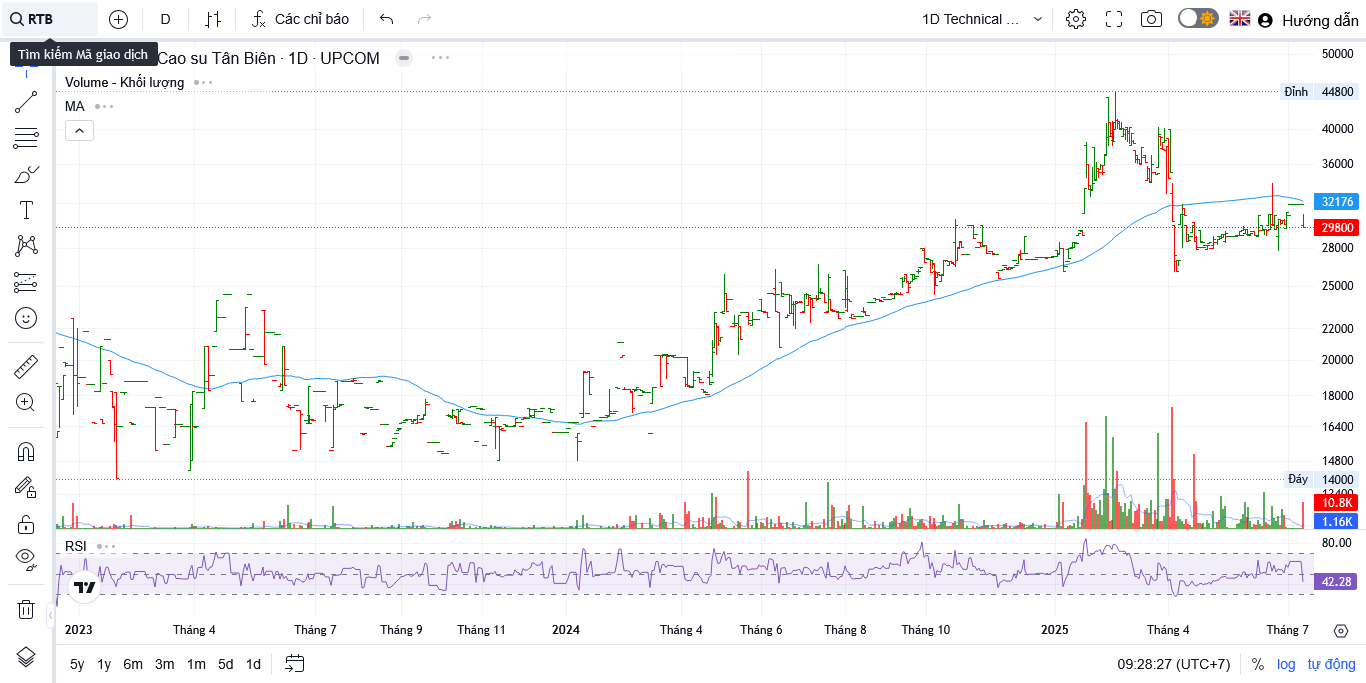 RTB
D
Các chỉ báo
1D Technical ...
Hướng dẫn
Tìm kiếm Mã giao dịch
Cao su Tân Biên · 1D · UPCOM
Volume - Khối lượng
MA
50000
Đỉnh 44800
40000
36000
32176
29800
28000
25000
22000
20000
18000
16400
14800
Đáy 14000
10.8K
1.16K
RSI
80.00
42.28
2023 Tháng 4 Tháng 7 Tháng 9 Tháng 11 2024 Tháng 4 Tháng 6 Tháng 8 Tháng 10 2025 Tháng 4 Tháng 7
5y 1y 6m 3m 1m 5d 1d
09:28:27 (UTC+7) % log tự động